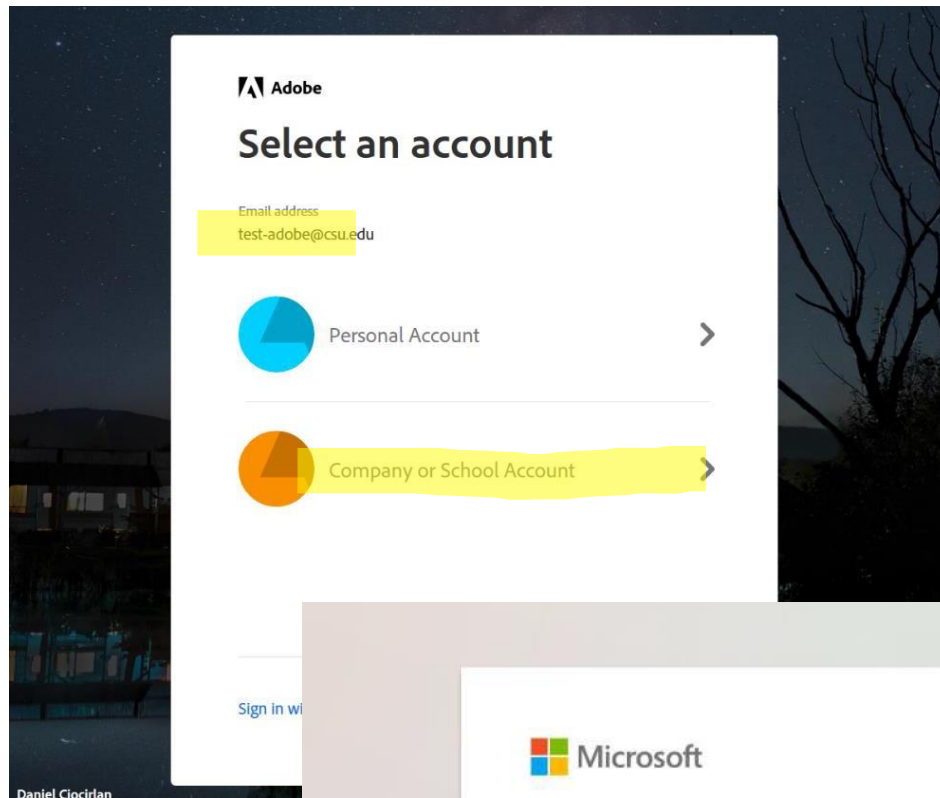 Adobe
Select an account
Email address
test-adobe@csu.edu
Personal Account
Company or School Account
Sign in wi
Microsoft
Daniel Ciocirlan